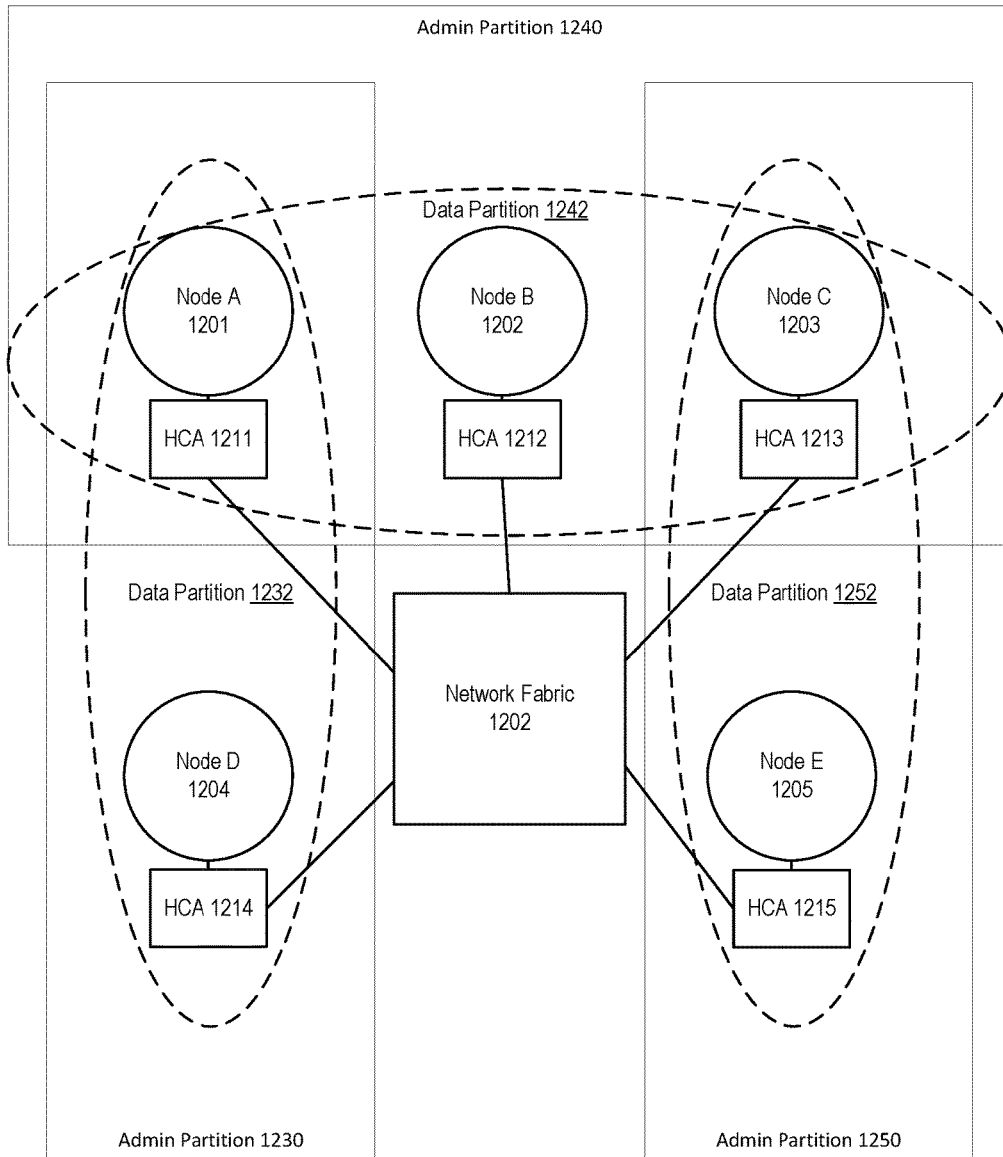 Admin Partition 1240
Data Partition 1242
Node A
1201
Node B
1202
Node C
1203
HCA 1211
HCA 1212
HCA 1213
Data Partition 1232
Data Partition 1252
Network Fabric
1202
Node D
1204
Node E
1205
HCA 1214
HCA 1215
Admin Partition 1230
Admin Partition 1250